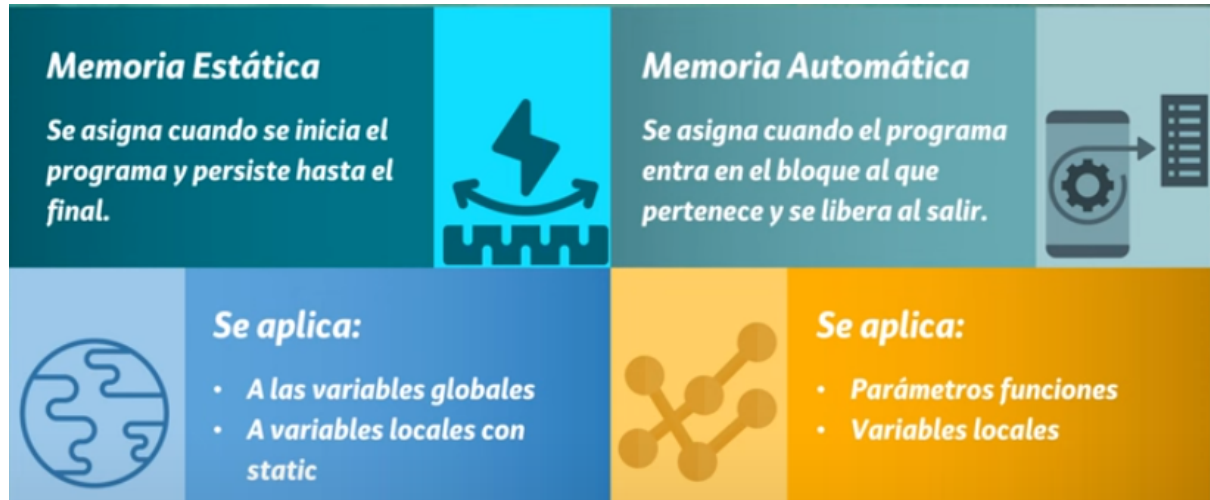 Memoria Estática
Se asigna cuando se inicia el
programa y persiste hasta el
final.
Memoria Automática
Se asigna cuando el programa
entra en el bloque al que
pertenece y se libera al salir.
Se aplica:
• A las variables globales
• A variables locales con
static
Se aplica:
• Parámetros funciones
• Variables locales